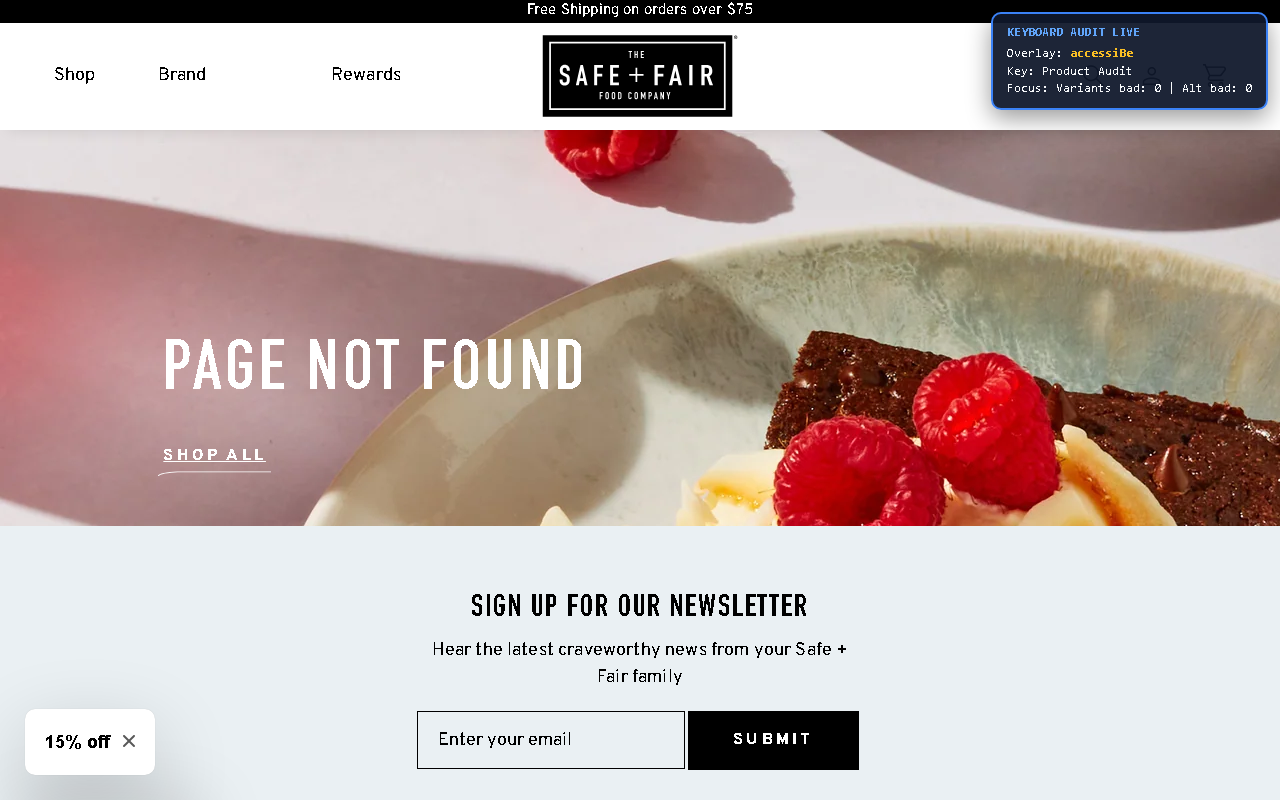 Free Shipping on orders over $75
Shop
Brand
Rewards
THE
SAFE + FAIR
FOOD COMPANY
KEYBOARD AUDIT LIVE
Overlay: accessiBe
Key: Product Audit
Focus: Variants bad: 0 | Alt bad: 0
PAGE NOT FOUND
SHOP ALL
SIGN UP FOR OUR NEWSLETTER
Hear the latest craveworthy news from your Safe +
Fair family
Enter your email
SUBMIT
15% off